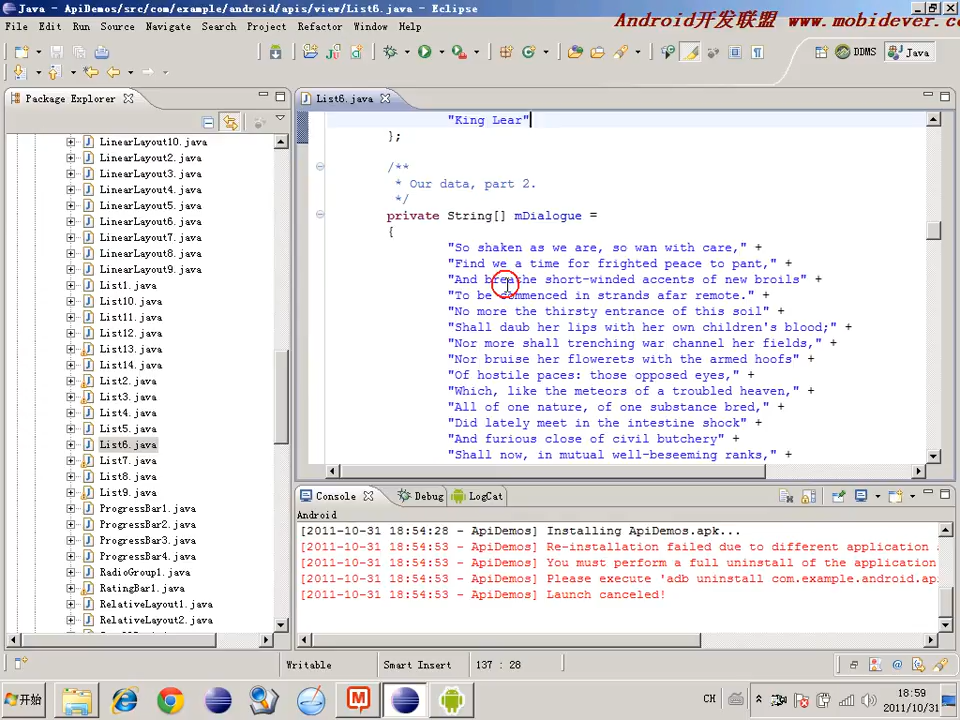 Java - ApiDemos/src/com/example/android/apis/view/List6.java - Eclipse
Android开发联盟 www.mobidever.com
File Edit Run Source Navigate Search Project Refactor Window Help
DDMS Java
Package Explorer
LinearLayout10.java
LinearLayout2.java
LinearLayout3.java
LinearLayout4.java
LinearLayout5.java
LinearLayout6.java
LinearLayout7.java
LinearLayout8.java
LinearLayout9.java
List1.java
List10.java
List11.java
List12.java
List13.java
List14.java
List2.java
List3.java
List4.java
List5.java
List6.java
List7.java
List8.java
List9.java
ProgressBar1.java
ProgressBar2.java
ProgressBar3.java
ProgressBar4.java
RadioGroup1.java
RatingBar1.java
RelativeLayout1.java
RelativeLayout2.java
List6.java
"King Lear"
};
/**
* Our data, part 2.
*/
private String[] mDialogue =
{
"So shaken as we are, so wan with care," +
"Find we a time for frighted peace to pant," +
"And breathe short-winded accents of new broils" +
"To be commenced in strands afar remote." +
"No more the thirsty entrance of this soil" +
"Shall daub her lips with her own children's blood;" +
"Nor more shall trenching war channel her fields," +
"Nor bruise her flowerets with the armed hoofs" +
"Of hostile paces: those opposed eyes," +
"Which, like the meteors of a troubled heaven," +
"All of one nature, of one substance bred," +
"Did lately meet in the intestine shock" +
"And furious close of civil butchery" +
"Shall now, in mutual well-beseeming ranks," +
Console Debug LogCat
Android
[2011-10-31 18:54:28 - ApiDemos] Installing ApiDemos.apk...
[2011-10-31 18:54:53 - ApiDemos] Re-installation failed due to different application
[2011-10-31 18:54:53 - ApiDemos] You must perform a full uninstall of the application
[2011-10-31 18:54:53 - ApiDemos] Please execute 'adb uninstall com.example.android.ap
[2011-10-31 18:54:53 - ApiDemos] Launch canceled!
Writable Smart Insert 137 : 28
开始
CH
18:59
2011/10/31